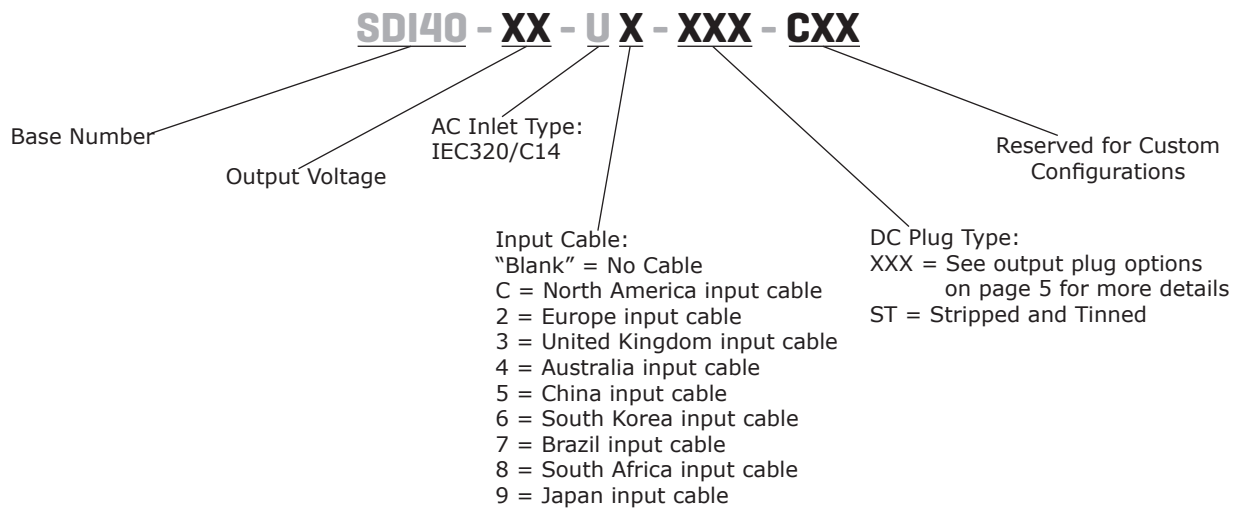 SDI40 - XX - U X - XXX - CXX
Base Number
Output Voltage
AC Inlet Type:
IEC320/C14
Input Cable:
“Blank” = No Cable
C = North America input cable
2 = Europe input cable
3 = United Kingdom input cable
4 = Australia input cable
5 = China input cable
6 = South Korea input cable
7 = Brazil input cable
8 = South Africa input cable
9 = Japan input cable
DC Plug Type:
XXX = See output plug options
on page 5 for more details
ST = Stripped and Tinned
Reserved for Custom
Configurations